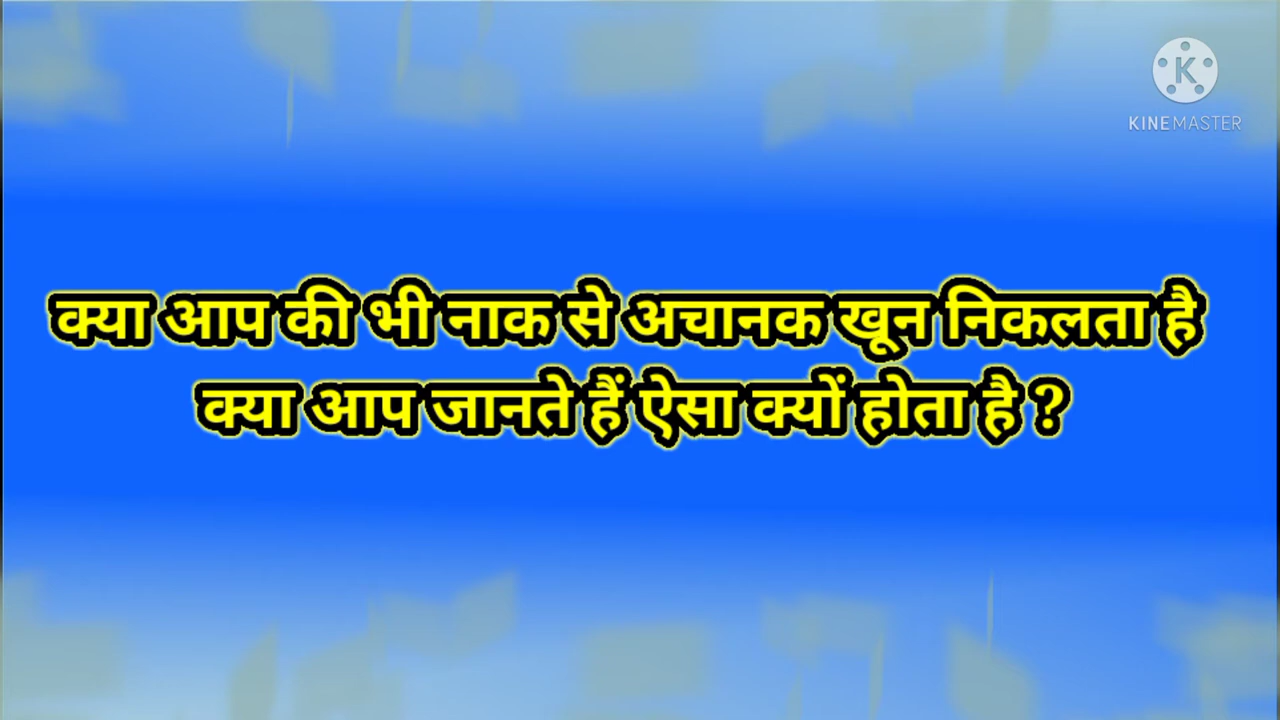 KINEMASTER
क्या आप की भी नाक से अचानक खून निकलता है
क्या आप जानते हैं ऐसा क्यों होता है ?